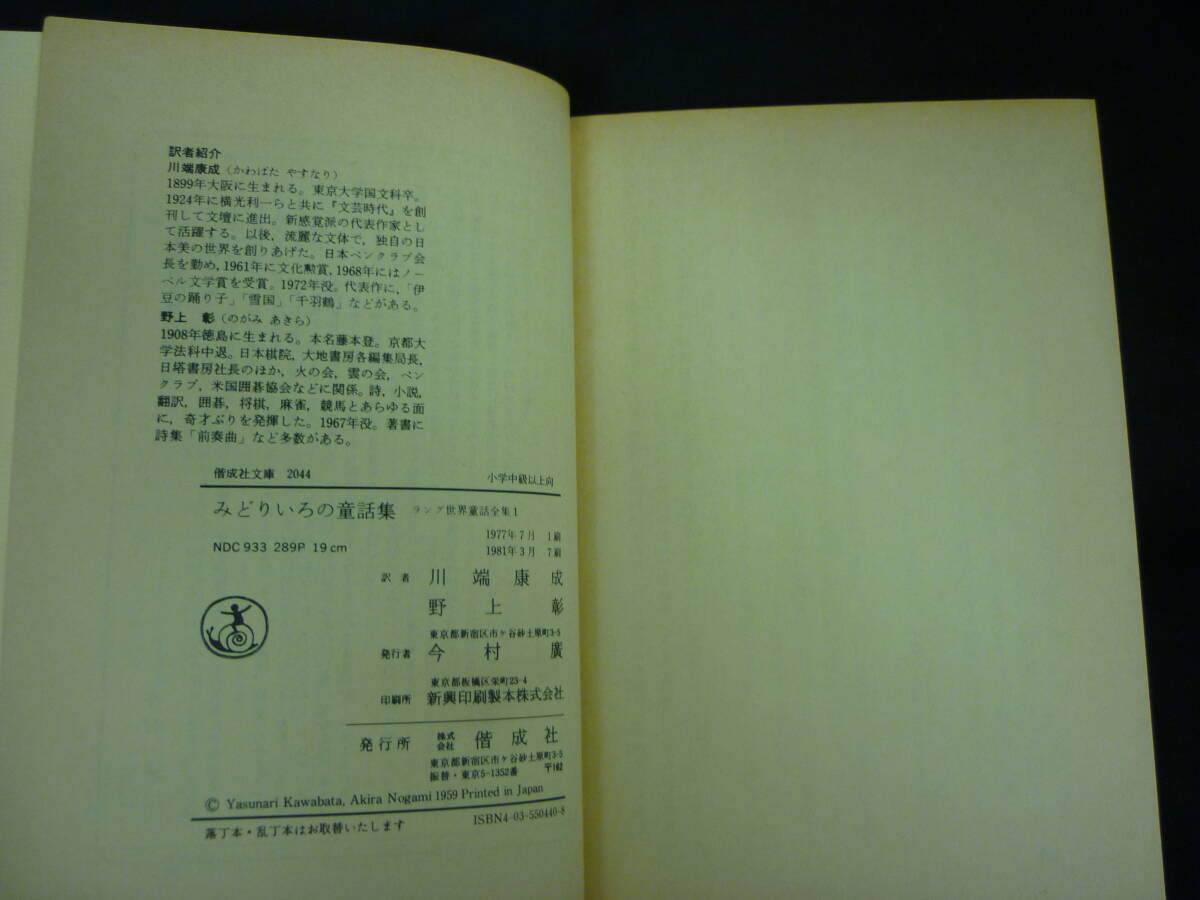 訳者紹介
川端康成(かわばた やすなり)
1899年大阪に生まれる。東京大学国文科卒。
1924年に横光利一らと共に『文芸時代』を創
刊して文壇に進出。新感覚派の代表作家とし
て活躍する。以後,流麗な文体で,独自の日
本美の世界を創りあげた。日本ペンクラブ会
長を勤め,1961年に文化勲賞,1968年にはノー
ベル文学賞を受賞。1972年没。代表作に,「伊
豆の踊り子」「雪国」「千羽鶴」などがある。
野上 彰(のがみ あきら)
1908年徳島に生まれる。本名藤本登。京都大
学法科中退。日本棋院,大地書房各編集局長,
日塔書房社長のほか,火の会,雲の会,ペン
クラブ,米国囲碁協会などに関係。詩,小説,
翻訳,囲碁,将棋,麻雀,競馬とあらゆる面
に,奇才ぶりを発揮した。1967年没。著書に
詩集「前奏曲」など多数がある。
偕成社文庫 2044 小学中級以上向
みどりいろの童話集 ラング世界童話全集1
1977年7月 1刷
NDC 933 289P 19cm
1981年3月 7刷
訳者 川端康成
野上彰
東京都新宿区市ケ谷砂土原町3-5
発行者 今村廣
東京都板橋区栄町23-4
印刷所 新興印刷製本株式会社
発行所 株式会社 偕成社
東京都新宿区市ケ谷砂土原町3-5
振替・東京5-1352番 〒162
© Yasunari Kawabata, Akira Nogami 1959 Printed in Japan
落丁本・乱丁本はお取替いたします ISBN4-03-550440-8